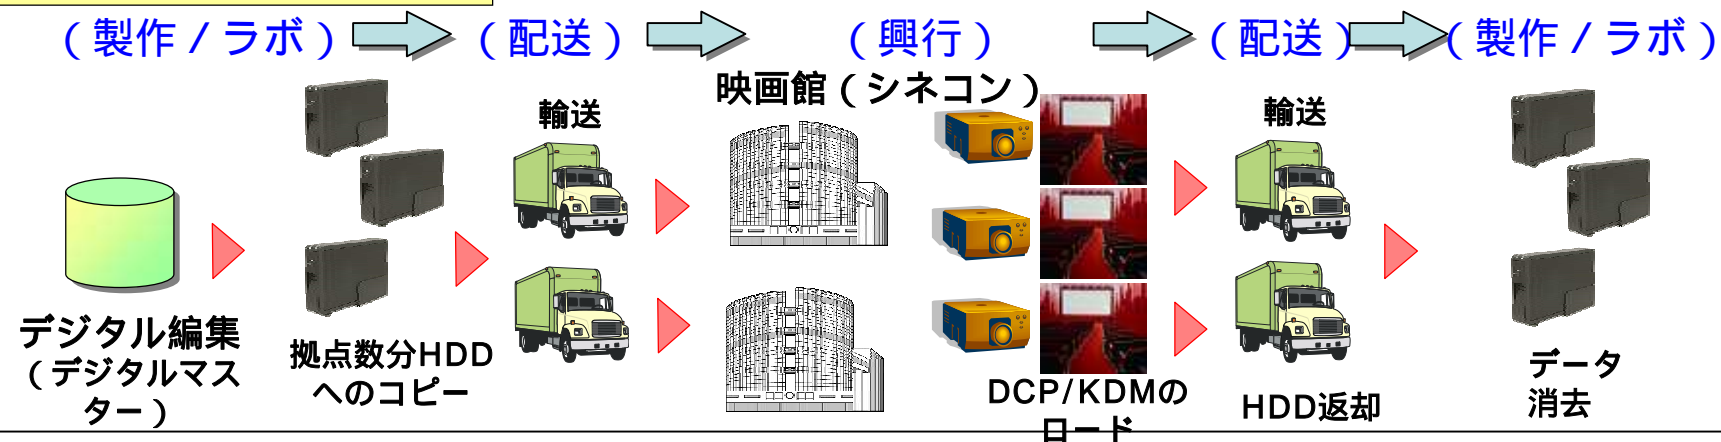 （製作／ラボ）
（配送）
（興行）
（配送）
（製作／ラボ）
映画館（シネコン）
輸送
輸送
デジタル編集
（デジタルマス
ター）
拠点数分HDD
へのコピー
DCP/KDMの
ロード
HDD返却
データ
消去